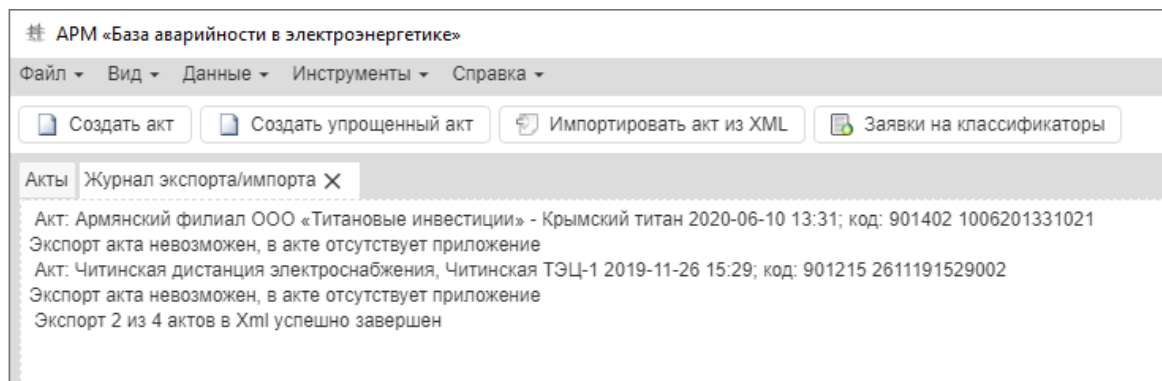 АРМ «База аварийности в электроэнергетике»
Файл Вид Данные Инструменты Справка
Создать акт Создать упрощенный акт Импортировать акт из XML Заявки на классификаторы
Акты Журнал экспорта/импорта
Акт: Армянский филиал ООО «Титановые инвестиции» - Крымский титан 2020-06-10 13:31; код: 901402 1006201331021
Экспорт акта невозможен, в акте отсутствует приложение
Акт: Читинская дистанция электроснабжения, Читинская ТЭЦ-1 2019-11-26 15:29; код: 901215 2611191529002
Экспорт акта невозможен, в акте отсутствует приложение
Экспорт 2 из 4 актов в Xml успешно завершен